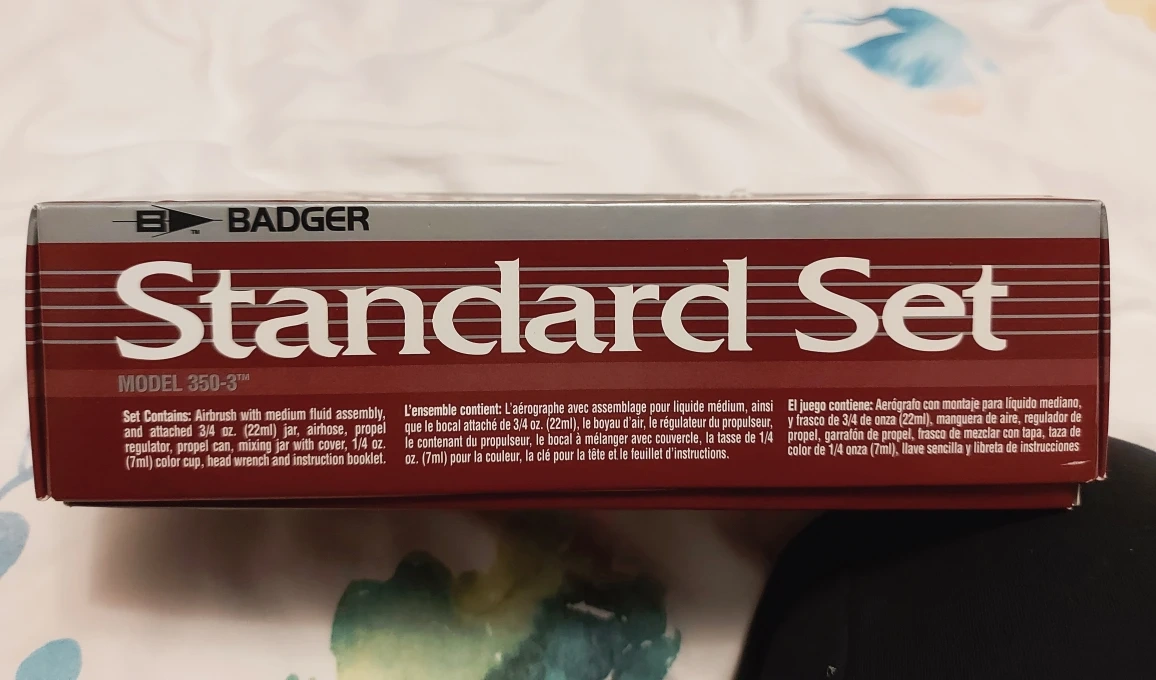 B
™
BADGER
Standard Set
MODEL 350-3™
Set Contains: Airbrush with medium fluid assembly,
and attached 3/4 oz. (22ml) jar, airhose, propel
regulator, propel can, mixing jar with cover, 1/4 oz.
(7ml) color cup, head wrench and instruction booklet.
L'ensemble contient: L'aérographe avec assemblage pour liquide médium, ainsi
que le bocal attaché de 3/4 oz. (22ml), le boyau d'air, le régulateur du propulseur,
le contenant du propulseur, le bocal à mélanger avec couvercle, la tasse de 1/4
oz. (7ml) pour la couleur, la clé pour la tête et le feuillet d'instructions.
El juego contiene: Aerógrafo con montaje para líquido mediano,
y frasco de 3/4 de onza (22ml), manguera de aire, regulador de
propel, garrafón de propel, frasco de mezclar con tapa, taza de
color de 1/4 onza (7ml), llave sencilla y libreta de instrucciones